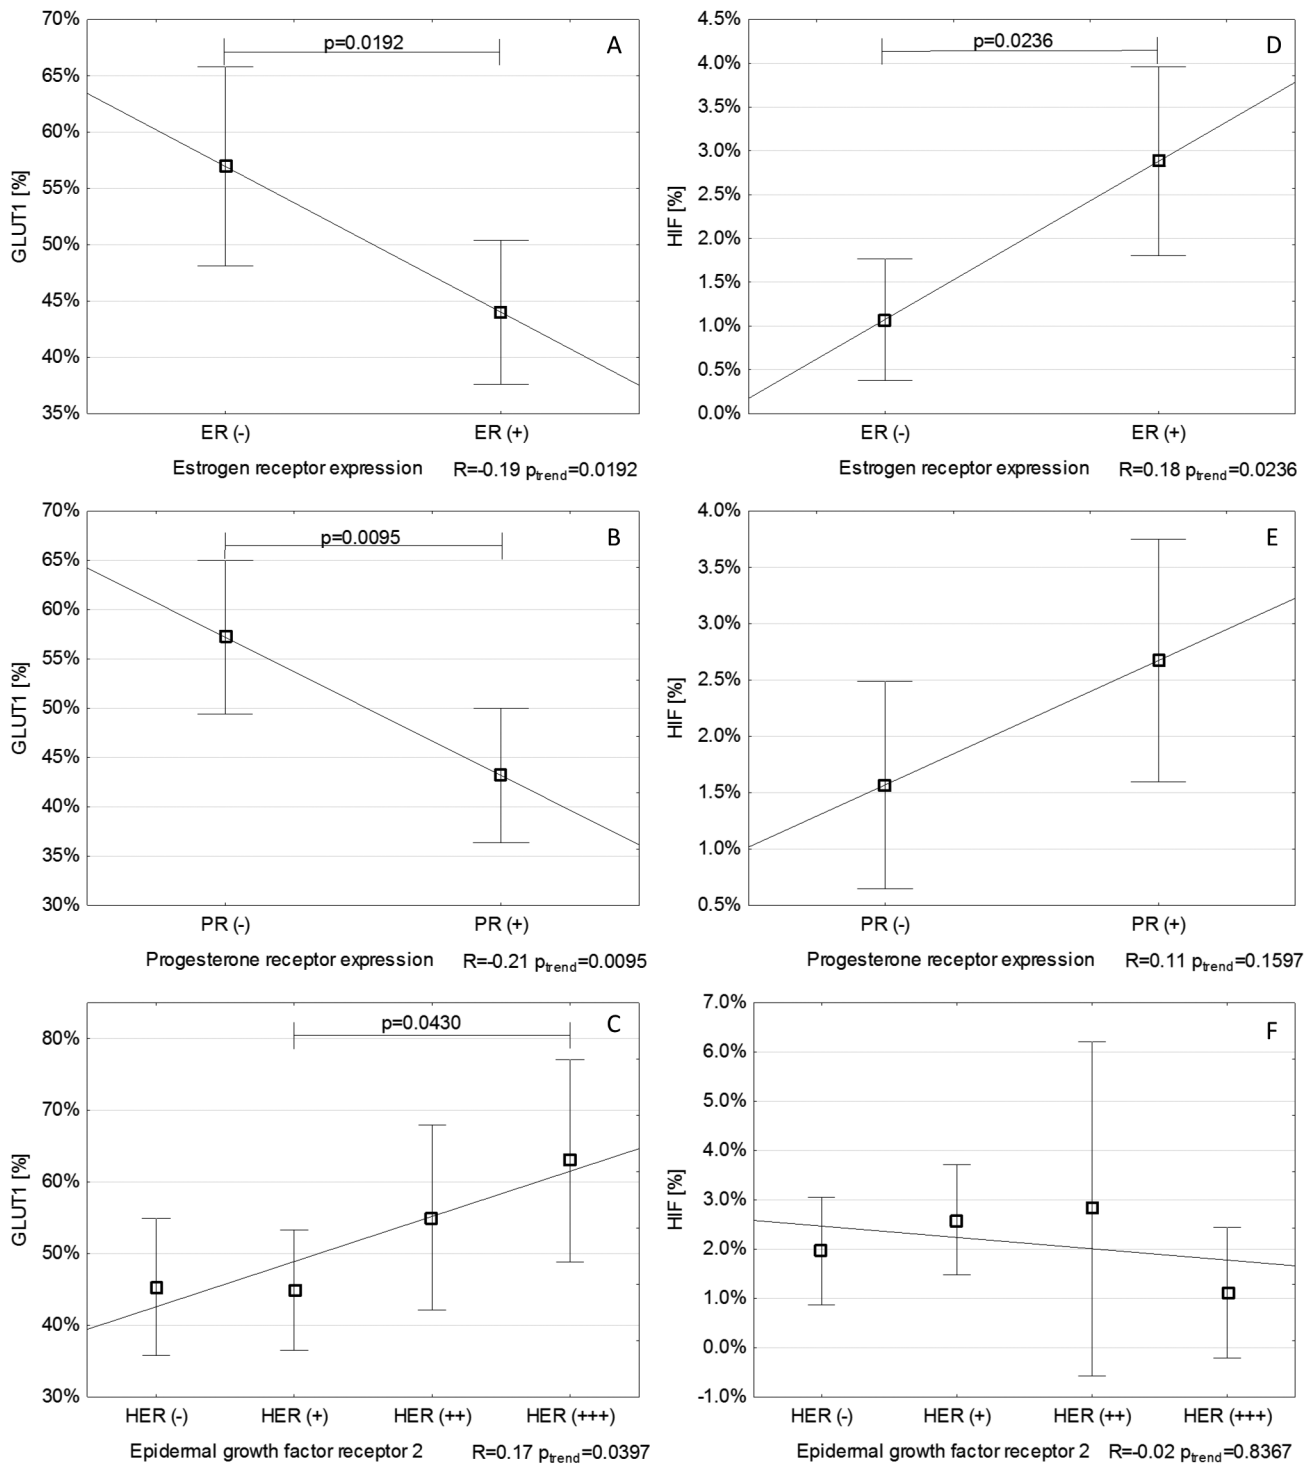 70%
65%
60%
55%
50%
45%
40%
35%
GLUT1 [%]
p=0.0192
A
ER (-)
ER (+)
Estrogen receptor expression
R=-0.19 ptrend=0.0192
4.5%
4.0%
3.5%
3.0%
2.5%
2.0%
1.5%
1.0%
0.5%
0.0%
HIF [%]
p=0.0236
D
ER (-)
ER (+)
Estrogen receptor expression
R=0.18 ptrend=0.0236
70%
65%
60%
55%
50%
45%
40%
35%
30%
GLUT1 [%]
p=0.0095
B
PR (-)
PR (+)
Progesterone receptor expression
R=-0.21 ptrend=0.0095
4.0%
3.5%
3.0%
2.5%
2.0%
1.5%
1.0%
0.5%
HIF [%]
E
PR (-)
PR (+)
Progesterone receptor expression
R=0.11 ptrend=0.1597
80%
70%
60%
50%
40%
30%
GLUT1 [%]
p=0.0430
C
HER (-)
HER (+)
HER (++)
HER (+++)
Epidermal growth factor receptor 2
R=0.17 ptrend=0.0397
7.0%
6.0%
5.0%
4.0%
3.0%
2.0%
1.0%
0.0%
-1.0%
HIF [%]
F
HER (-)
HER (+)
HER (++)
HER (+++)
Epidermal growth factor receptor 2
R=-0.02 ptrend=0.8367